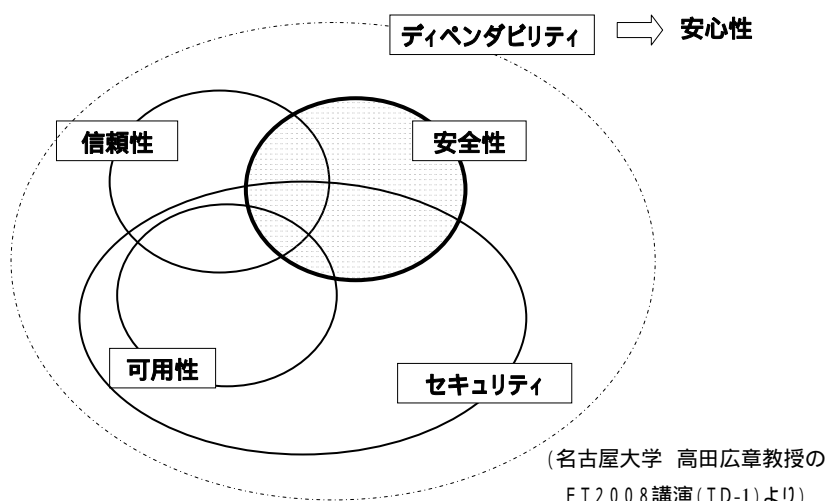 ディペンダビリティ
安心性
信頼性
安全性
可用性
セキュリティ
(名古屋大学 高田広章教授の
ET2008講演(TD-1)より)